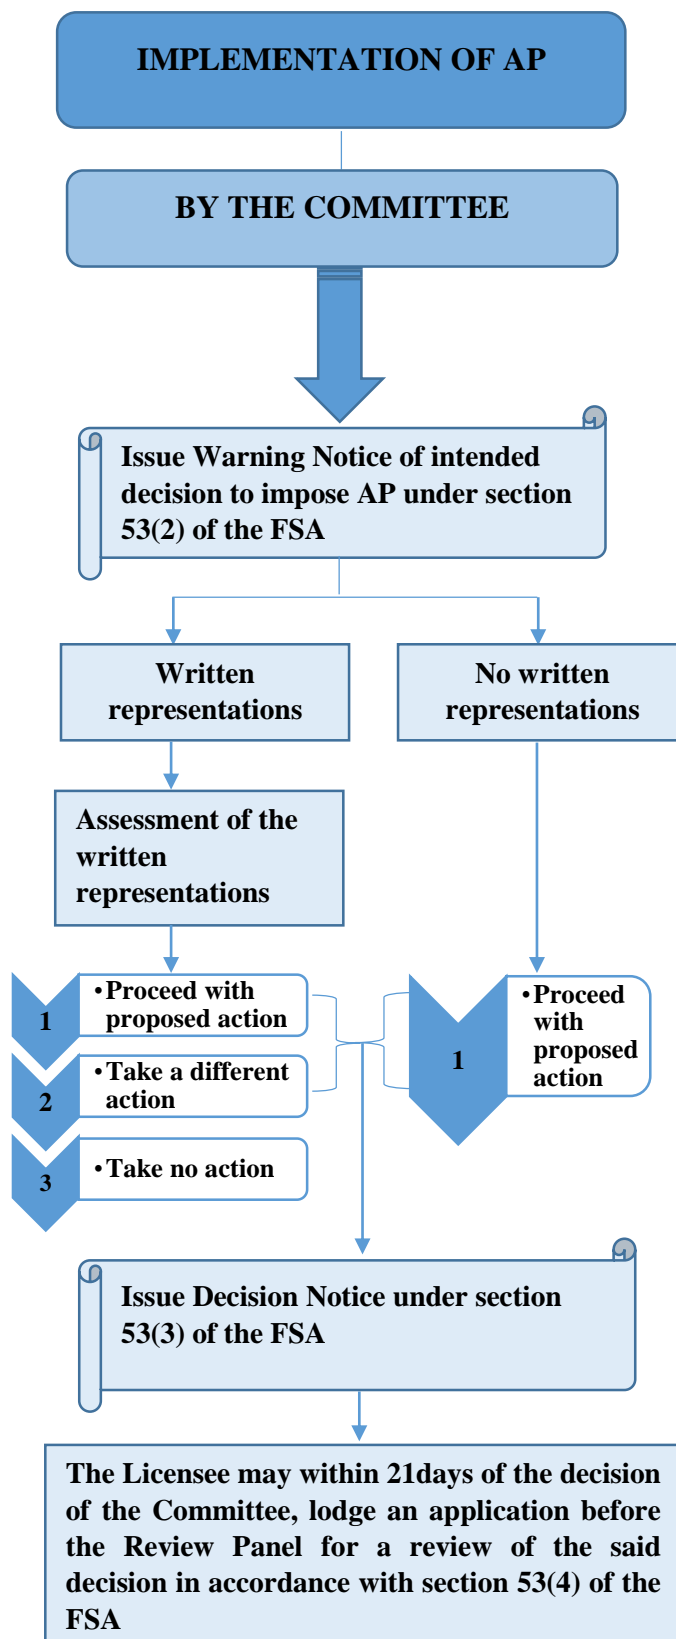 IMPLEMENTATION OF AP
BY THE COMMITTEE
Issue Warning Notice of intended
decision to impose AP under section
53(2) of the FSA
Written
representations
No written
representations
Assessment of the
written
representations
1
•Proceed with
proposed action
2
•Take a different
action
3
•Take no action
1
•Proceed
with
proposed
action
Issue Decision Notice under section
53(3) of the FSA
The Licensee may within 21days of the decision
of the Committee, lodge an application before
the Review Panel for a review of the said
decision in accordance with section 53(4) of the
FSA